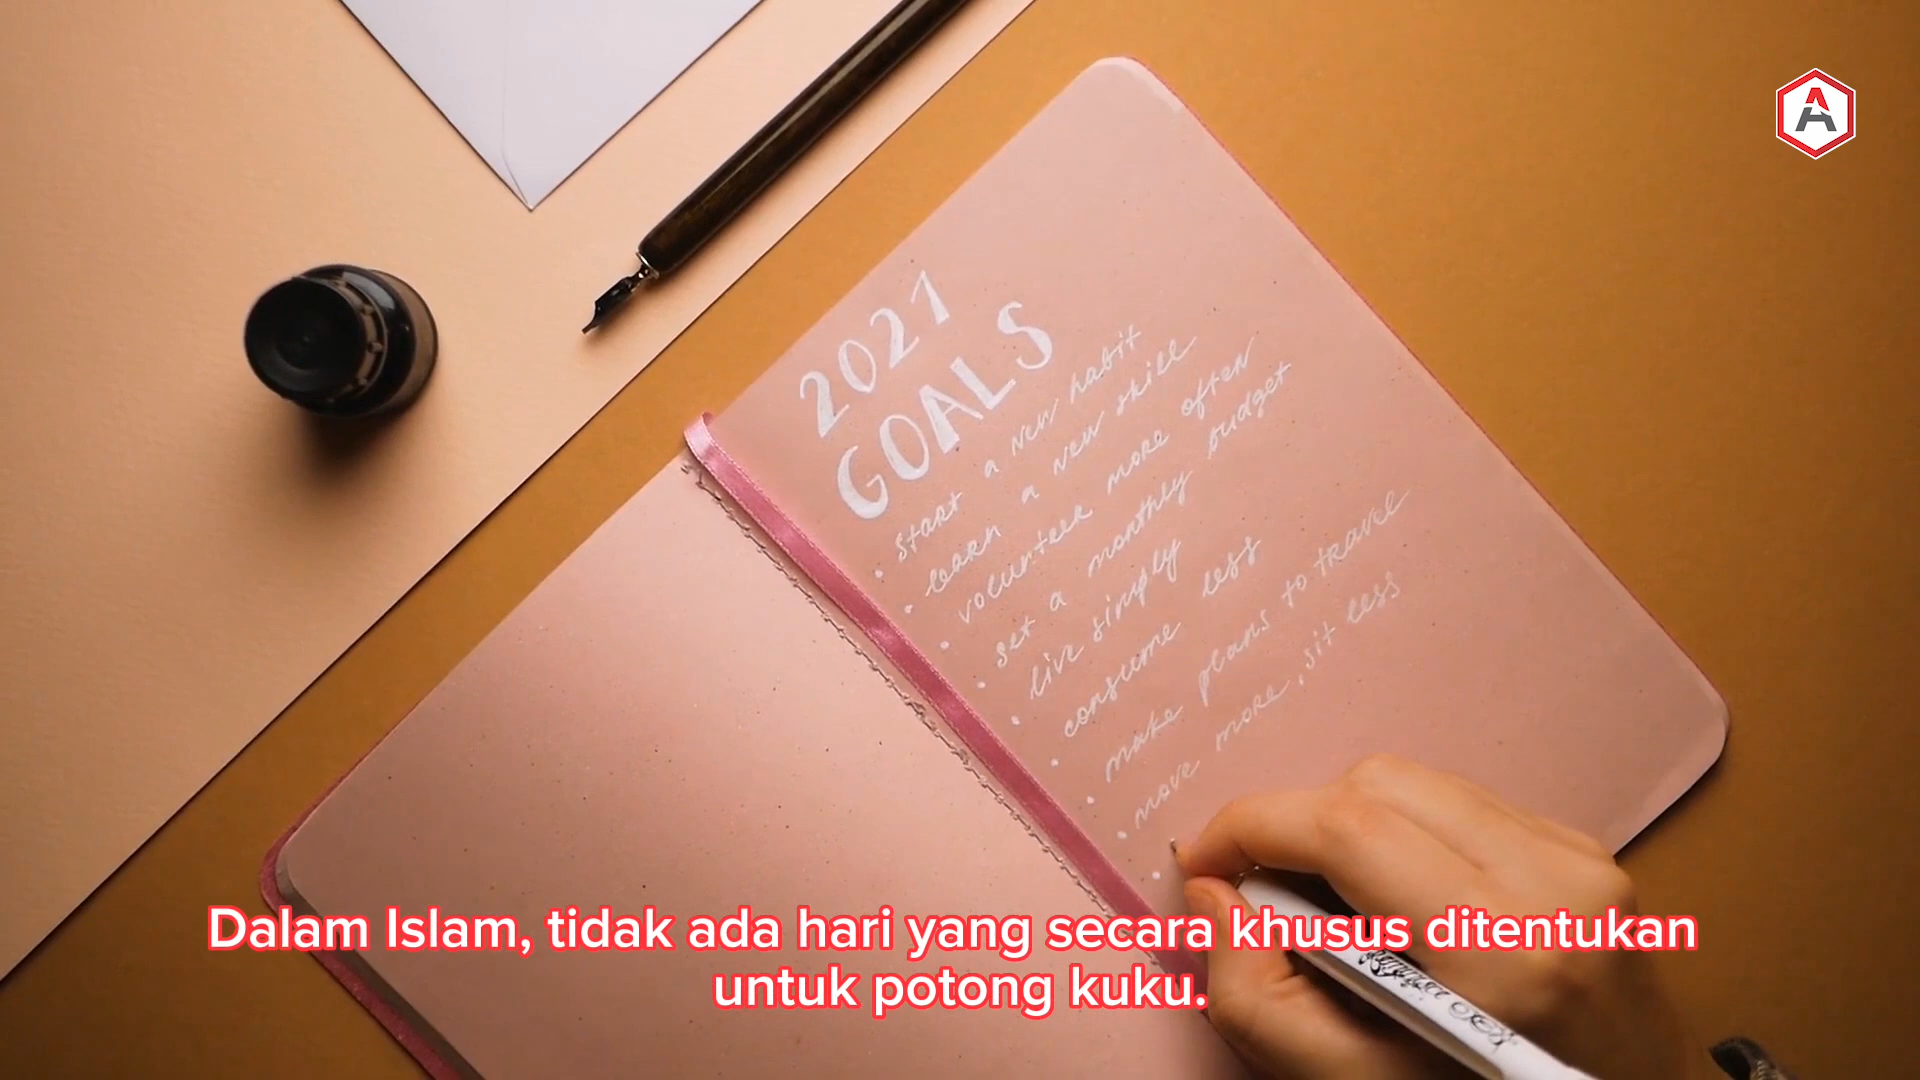 2021
GOALS
• start a new habit
• learn a new skill
• volunteer more often
• set a monthly budget
• live simply
• consume less
• make plans to travel
• move more, sit less
•
Dalam Islam, tidak ada hari yang secara khusus ditentukan
untuk potong kuku.